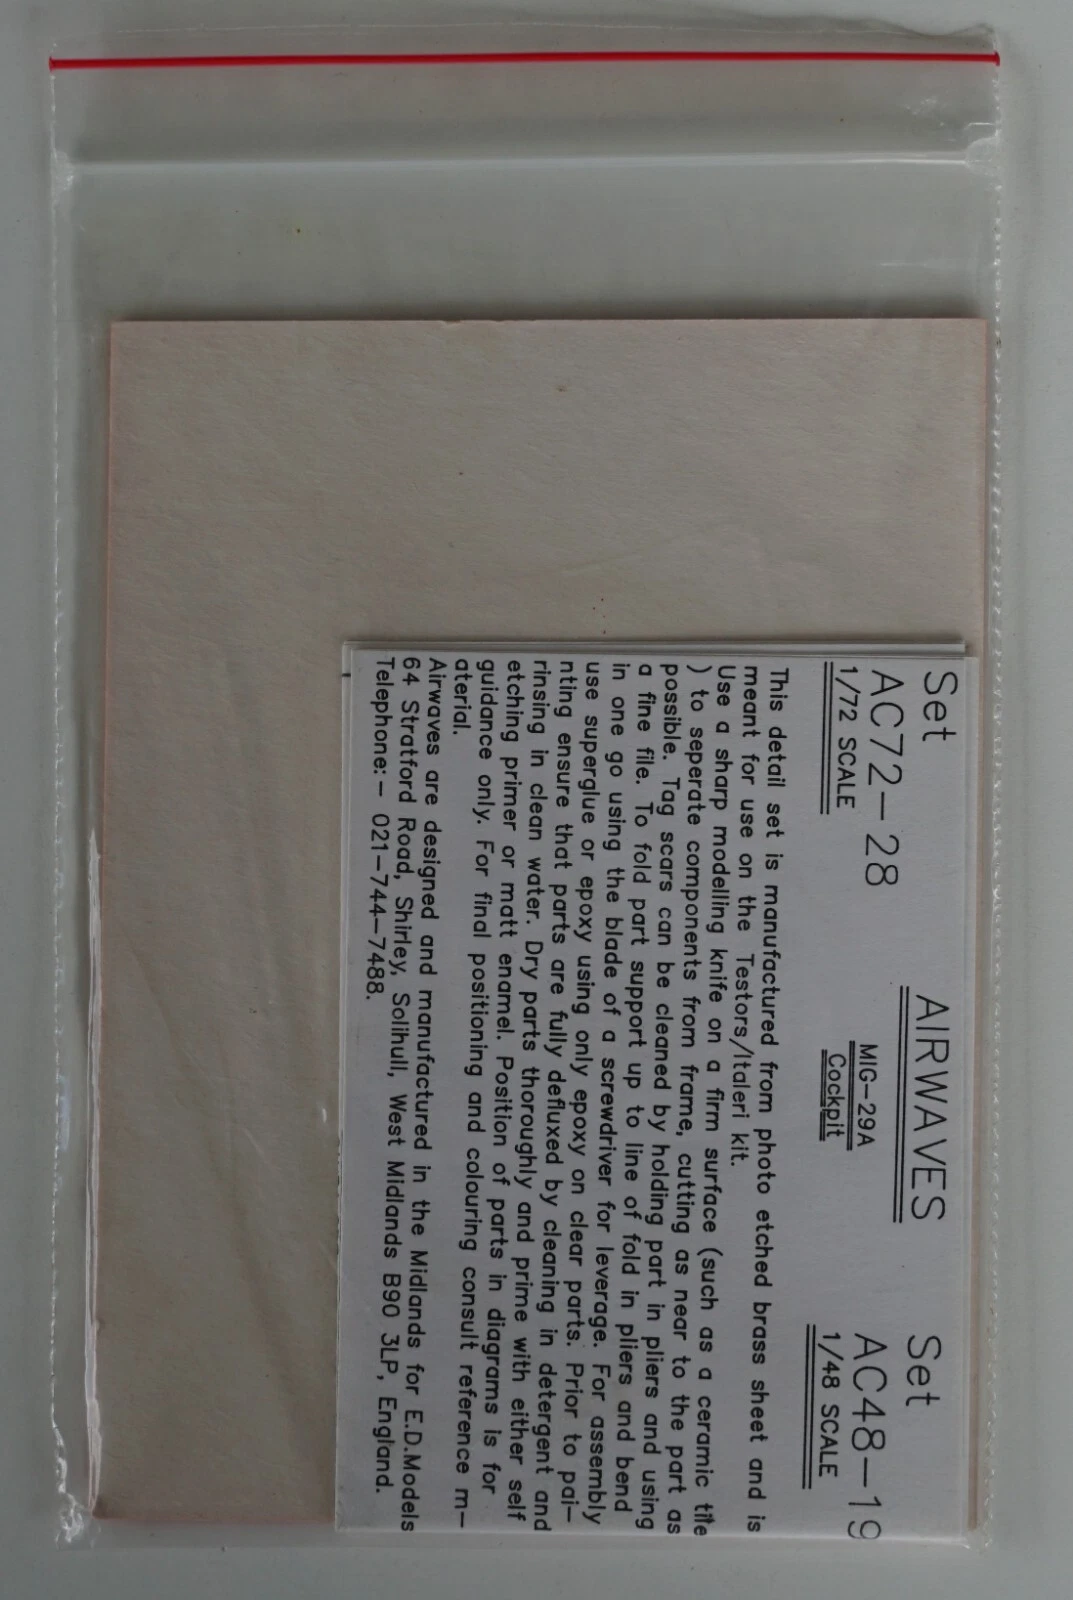 Set AIRWAVES Set
AC72-28 AC48-19
1/72 SCALE MIG-29A 1/48 SCALE
Cockpit
This detail set is manufactured from photo etched brass sheet and is
meant for use on the Testors/Italeri kit.
Use a sharp modelling knife on a firm surface (such as a ceramic tile
) to seperate components from frame, cutting as near to the part as
possible. Tag scars can be cleaned by holding part in pliers and using
a fine file. To fold part support up to line of fold in pliers and bend
in one go using the blade of a screwdriver for leverage. For assembly
use superglue or epoxy using only epoxy on clear parts. Prior to pai-
nting ensure that parts are fully defluxed by cleaning in detergent and
rinsing in clean water. Dry parts thoroughly and prime with either self
etching primer or matt enamel. Position of parts in diagrams is for
guidance only. For final positioning and colouring consult reference m-
aterial.
Airwaves are designed and manufactured in the Midlands for E.D.Models
64 Stratford Road, Shirley, Solihull, West Midlands B90 3LP, England.
Telephone:- 021-744-7488.